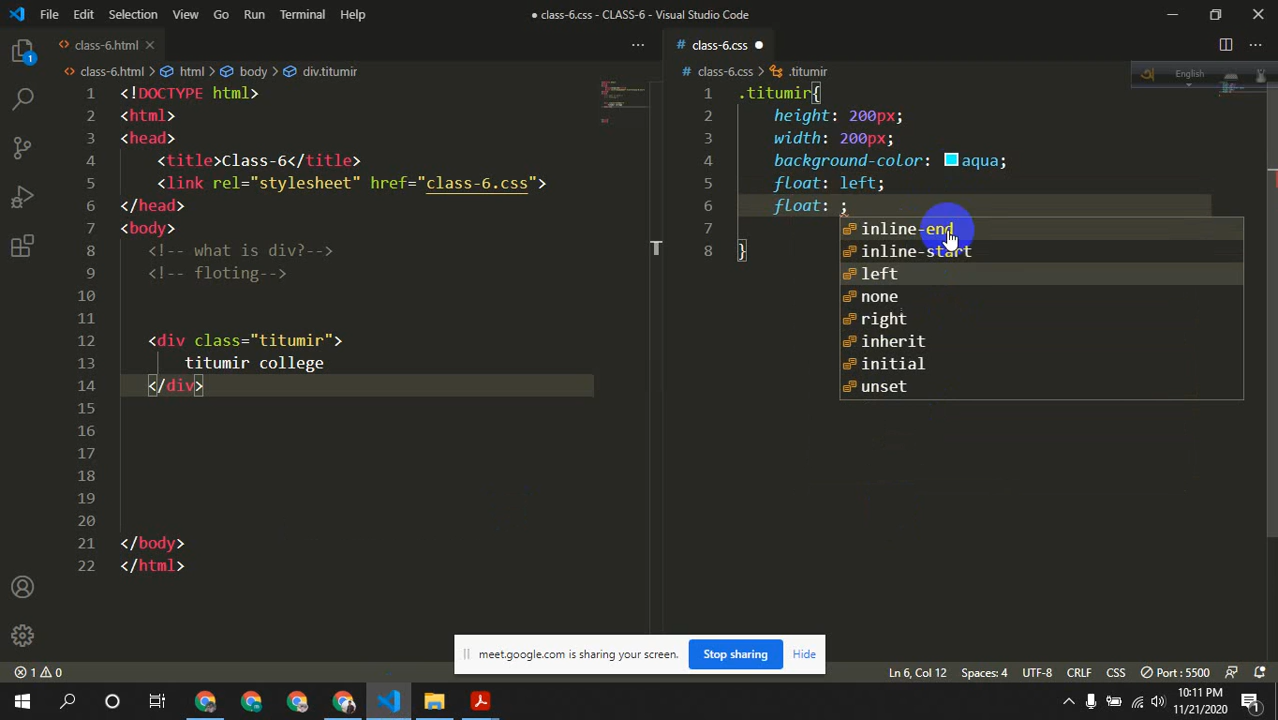 File Edit Selection View Go Run Terminal Help
● class-6.css - CLASS-6 - Visual Studio Code
class-6.html
class-6.html > html > body > div.titumir
1 <!DOCTYPE html>
2 <html>
3 <head>
4 <title>Class-6</title>
5 <link rel="stylesheet" href="class-6.css">
6 </head>
7 <body>
8 <!-- what is div?-->
9 <!-- floting-->
10
11
12 <div class="titumir">
13 titumir college
14 </div>
15
16
17
18
19
20
21 </body>
22 </html>
# class-6.css ●
# class-6.css > .titumir
English
1 .titumir{
2 height: 200px;
3 width: 200px;
4 background-color: aqua;
5 float: left;
6 float: ;
7
8 }
inline-end
inline-start
left
none
right
inherit
initial
unset
1
meet.google.com is sharing your screen. Stop sharing Hide
1 0
Ln 6, Col 12 Spaces: 4 UTF-8 CRLF CSS Port : 5500
10:11 PM
11/21/2020
1